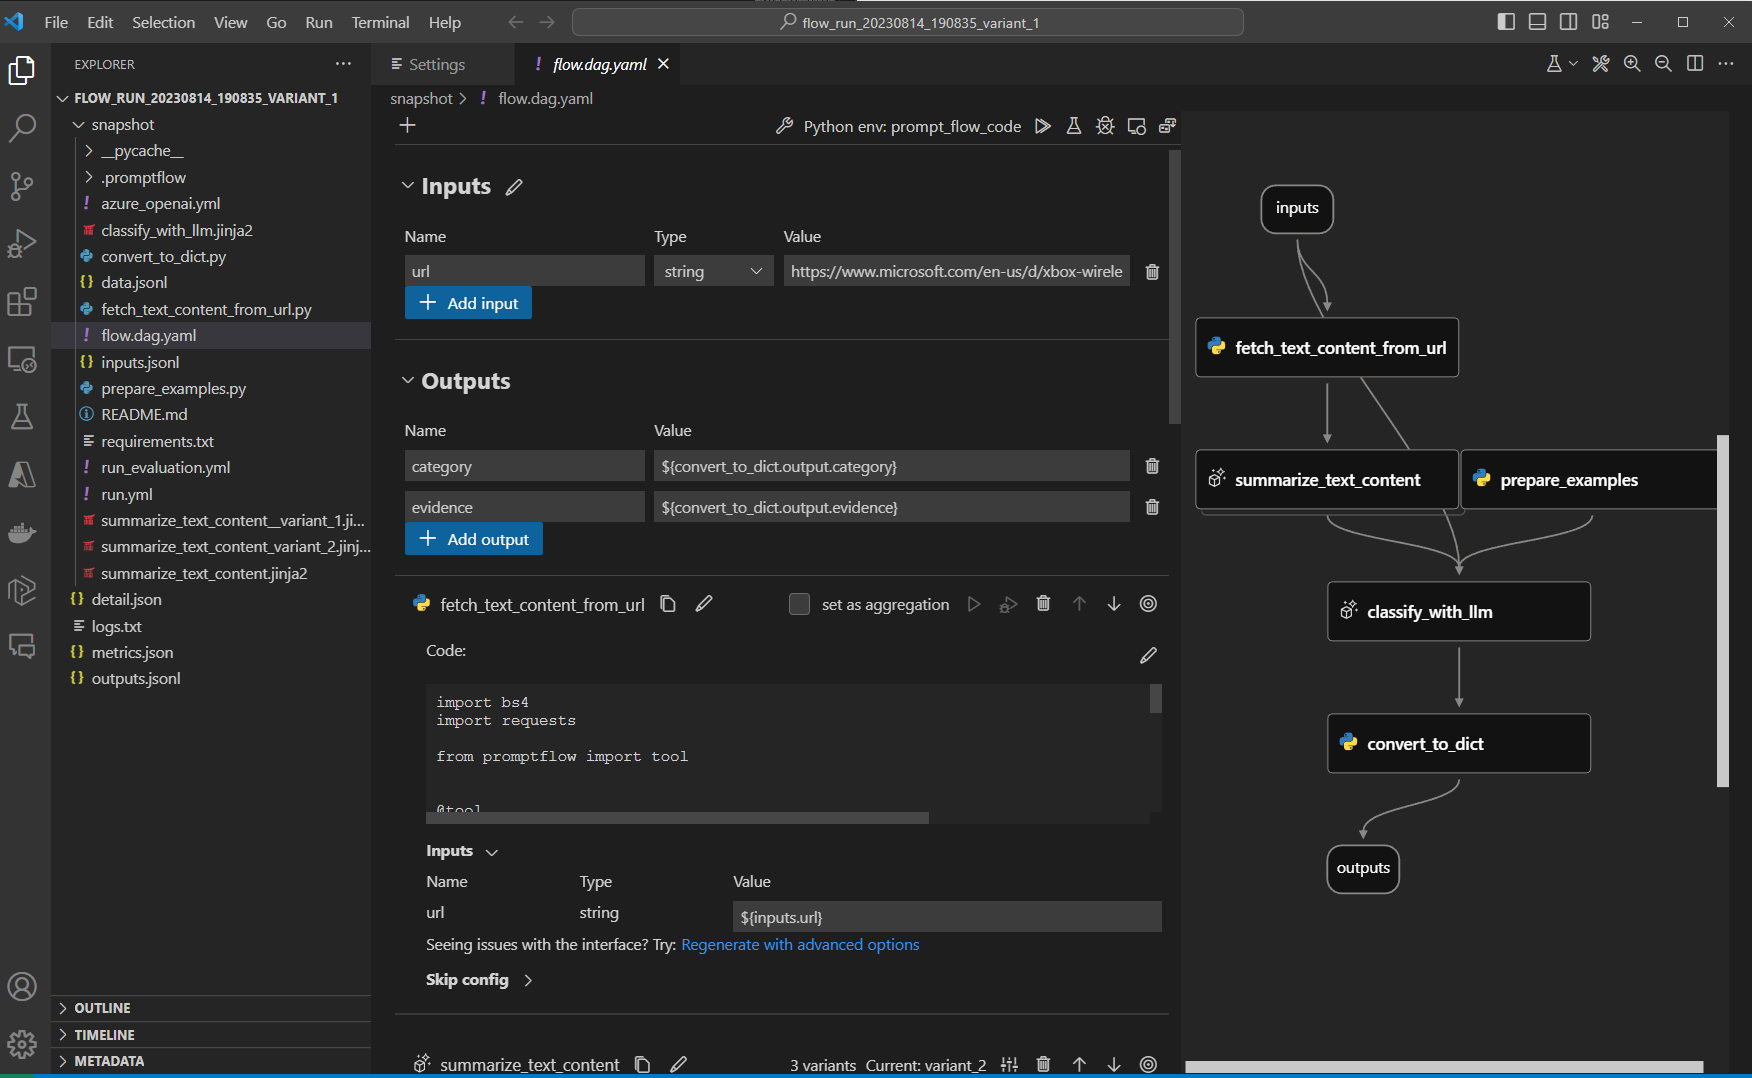 File Edit Selection View Go Run Terminal Help
flow_run_20230814_190835_variant_1
EXPLORER
FLOW_RUN_20230814_190835_VARIANT_1
snapshot
__pycache__
.promptflow
azure_openai.yml
classify_with_llm.jinja2
convert_to_dict.py
data.jsonl
fetch_text_content_from_url.py
flow.dag.yaml
inputs.jsonl
prepare_examples.py
README.md
requirements.txt
run_evaluation.yml
run.yml
summarize_text_content__variant_1.ji...
summarize_text_content_variant_2.jinj...
summarize_text_content.jinja2
detail.json
logs.txt
metrics.json
outputs.jsonl
OUTLINE
TIMELINE
METADATA
Settings
flow.dag.yaml
snapshot > flow.dag.yaml
Python env: prompt_flow_code
Inputs
Name Type Value
url string https://www.microsoft.com/en-us/d/xbox-wirele
Add input
Outputs
Name Value
category ${convert_to_dict.output.category}
evidence ${convert_to_dict.output.evidence}
Add output
fetch_text_content_from_url set as aggregation
Code:
import bs4
import requests
from promptflow import tool
@tool
Inputs
Name Type Value
url string ${inputs.url}
Seeing issues with the interface? Try: Regenerate with advanced options
Skip config
summarize_text_content 3 variants Current: variant_2
inputs
fetch_text_content_from_url
summarize_text_content
prepare_examples
classify_with_llm
convert_to_dict
outputs